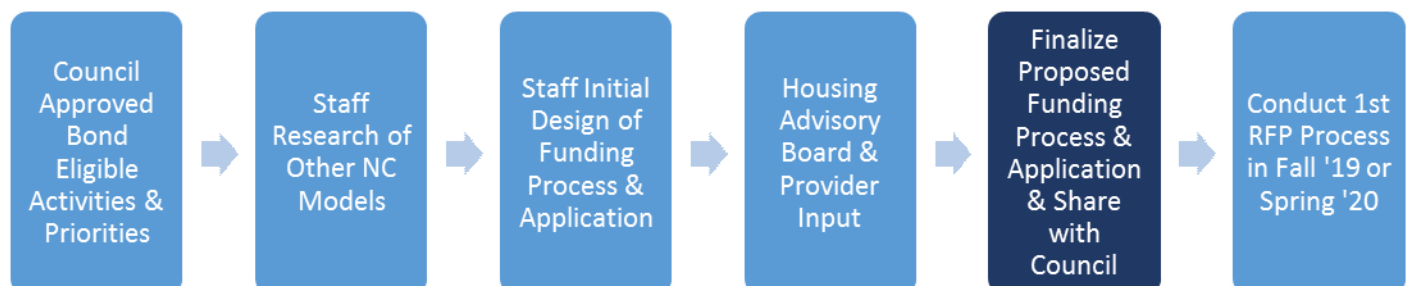 Council
Approved
Bond
Eligible
Activities &
Priorities
Staff
Research of
Other NC
Models
Staff Initial
Design of
Funding
Process &
Application
Housing
Advisory
Board &
Provider
Input
Finalize
Proposed
Funding
Process &
Application
& Share
with
Council
Conduct 1st
RFP Process
in Fall '19 or
Spring '20